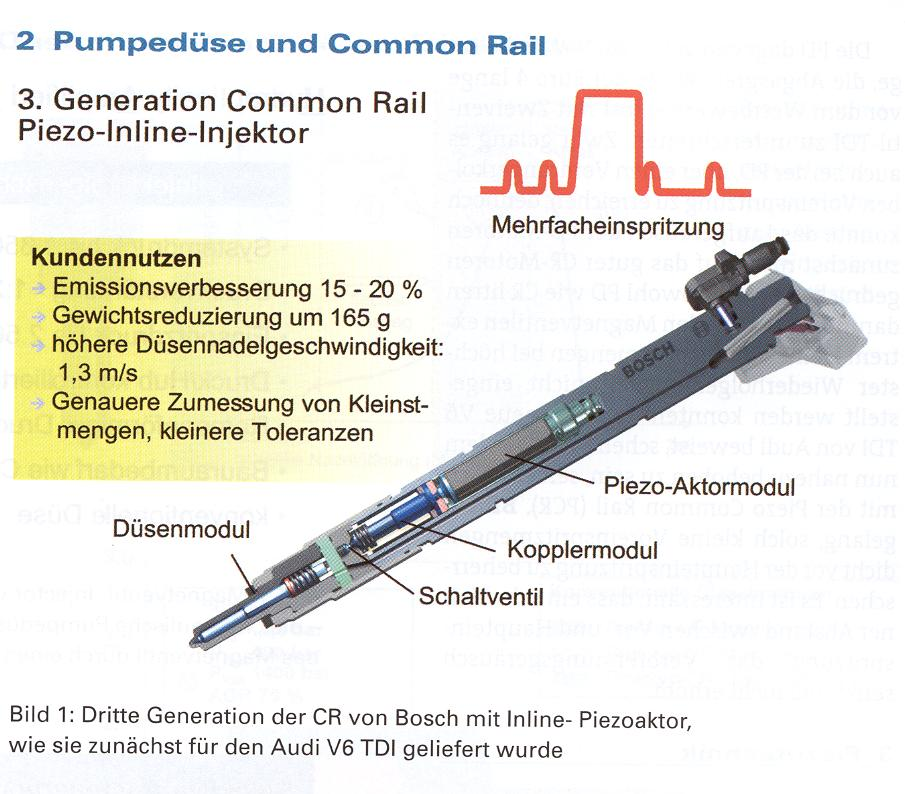 2 Pumpedüse und Common Rail
3. Generation Common Rail
Piezo-Inline-Injektor
Mehrfacheinspritzung
Kundennutzen
Emissionsverbesserung 15 - 20 %
Gewichtsreduzierung um 165 g
höhere Düsennadelgeschwindigkeit:
1,3 m/s
Genauere Zumessung von Kleinst-
mengen, kleinere Toleranzen
BOSCH
Piezo-Aktormodul
Düsenmodul
Kopplermodul
Schaltventil
Bild 1: Dritte Generation der CR von Bosch mit Inline- Piezoaktor,
wie sie zunächst für den Audi V6 TDI geliefert wurde